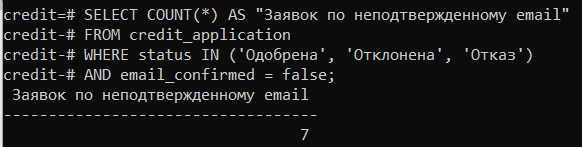 credit=# SELECT COUNT(*) AS "Заявок по неподтвержденному email"
credit-# FROM credit_application
credit-# WHERE status IN ('Одобрена', 'Отклонена', 'Отказ')
credit-# AND email_confirmed = false;
Заявок по неподтвержденному email
-----------------------------------
7